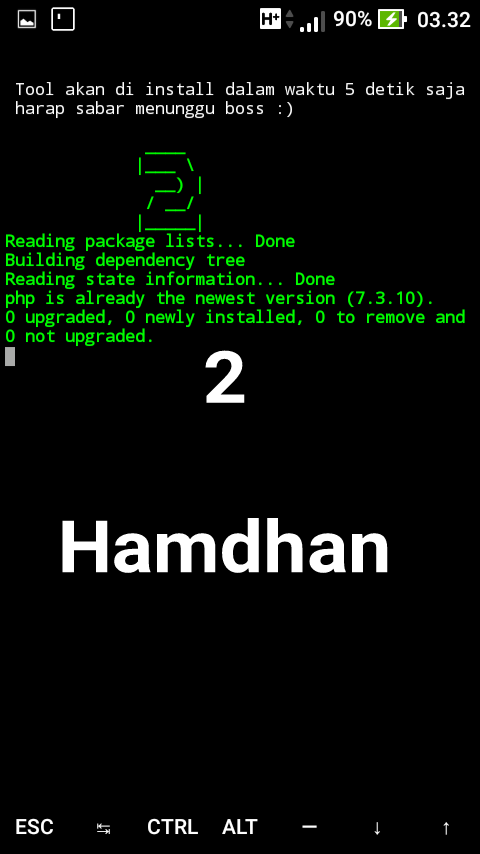 H+ 90% 03.32
Tool akan di install dalam waktu 5 detik saja
harap sabar menunggu boss :)
2
Reading package lists... Done
Building dependency tree
Reading state information... Done
php is already the newest version (7.3.10).
0 upgraded, 0 newly installed, 0 to remove and
0 not upgraded.
2
Hamdhan
ESC ↹ CTRL ALT — ↓ ↑